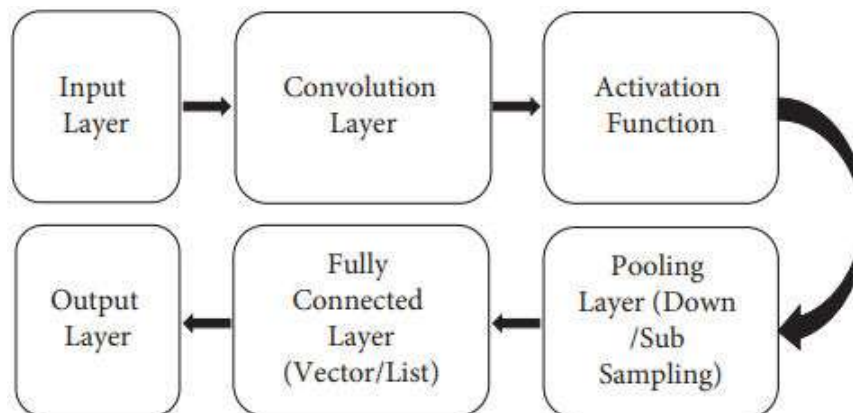 Input
Layer
Convolution
Layer
Activation
Function
Pooling
Layer (Down
/Sub
Sampling)
Fully
Connected
Layer
(Vector/List)
Output
Layer